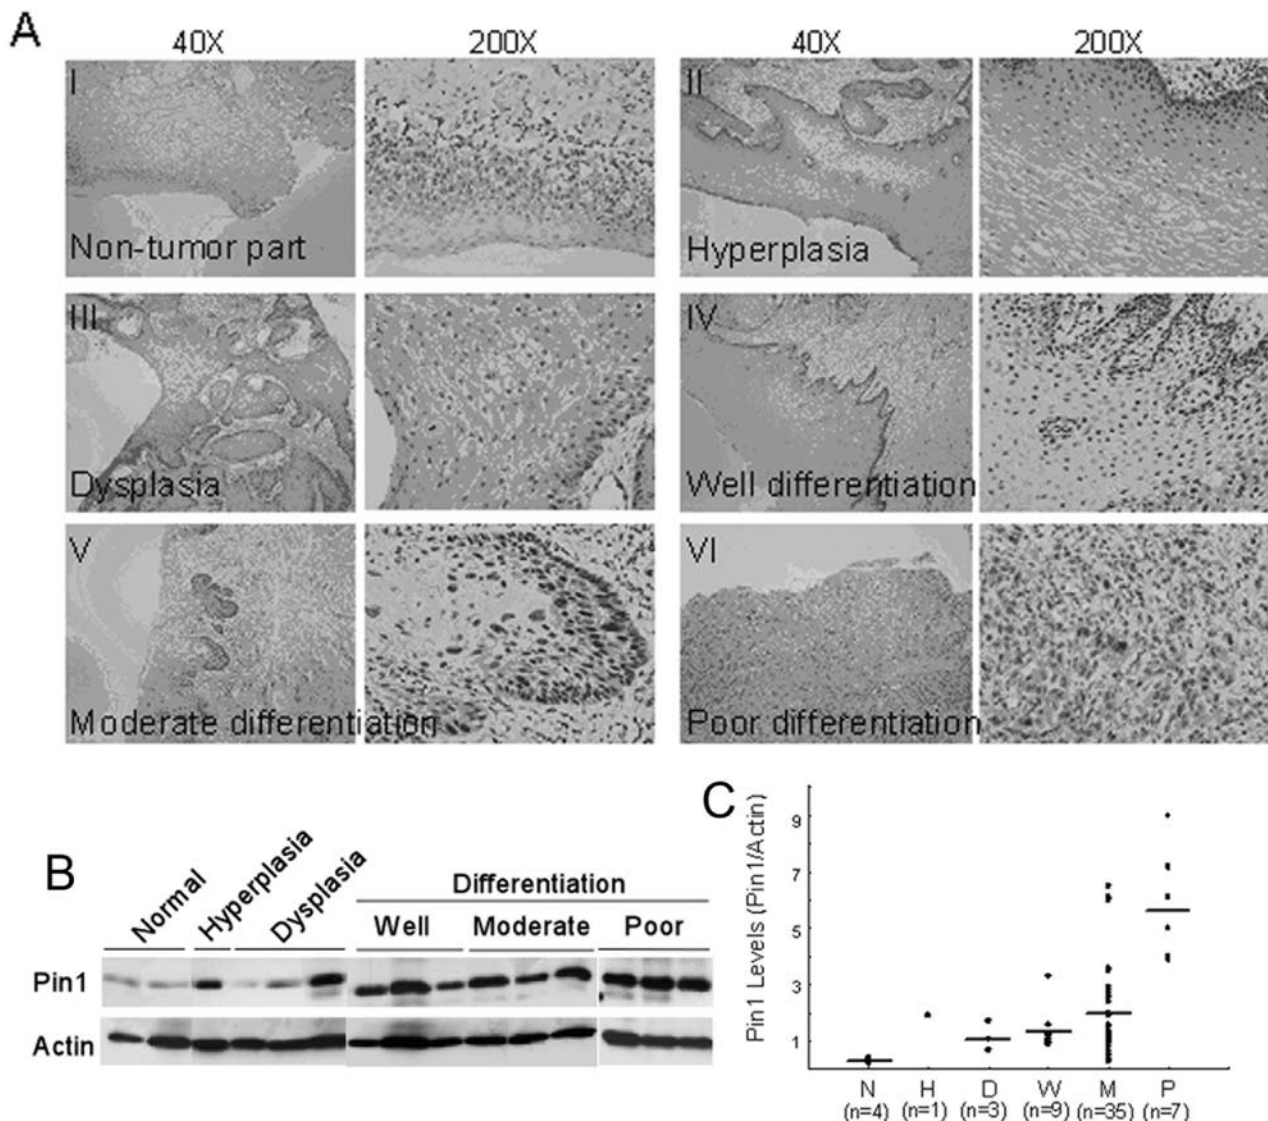 A
40X 200X 40X 200X
I II
Non-tumor part Hyperplasia
III IV
Dysplasia Well differentiation
V VI
Moderate differentiation Poor differentiation
B
Normal Hyperplasia Dysplasia
Differentiation
Well Moderate Poor
Pin1
Actin
C
Pin1 Levels (Pin1/Actin)
9
7
5
3
1
N H D W M P
(n=4) (n=1) (n=3) (n=9) (n=35) (n=7)